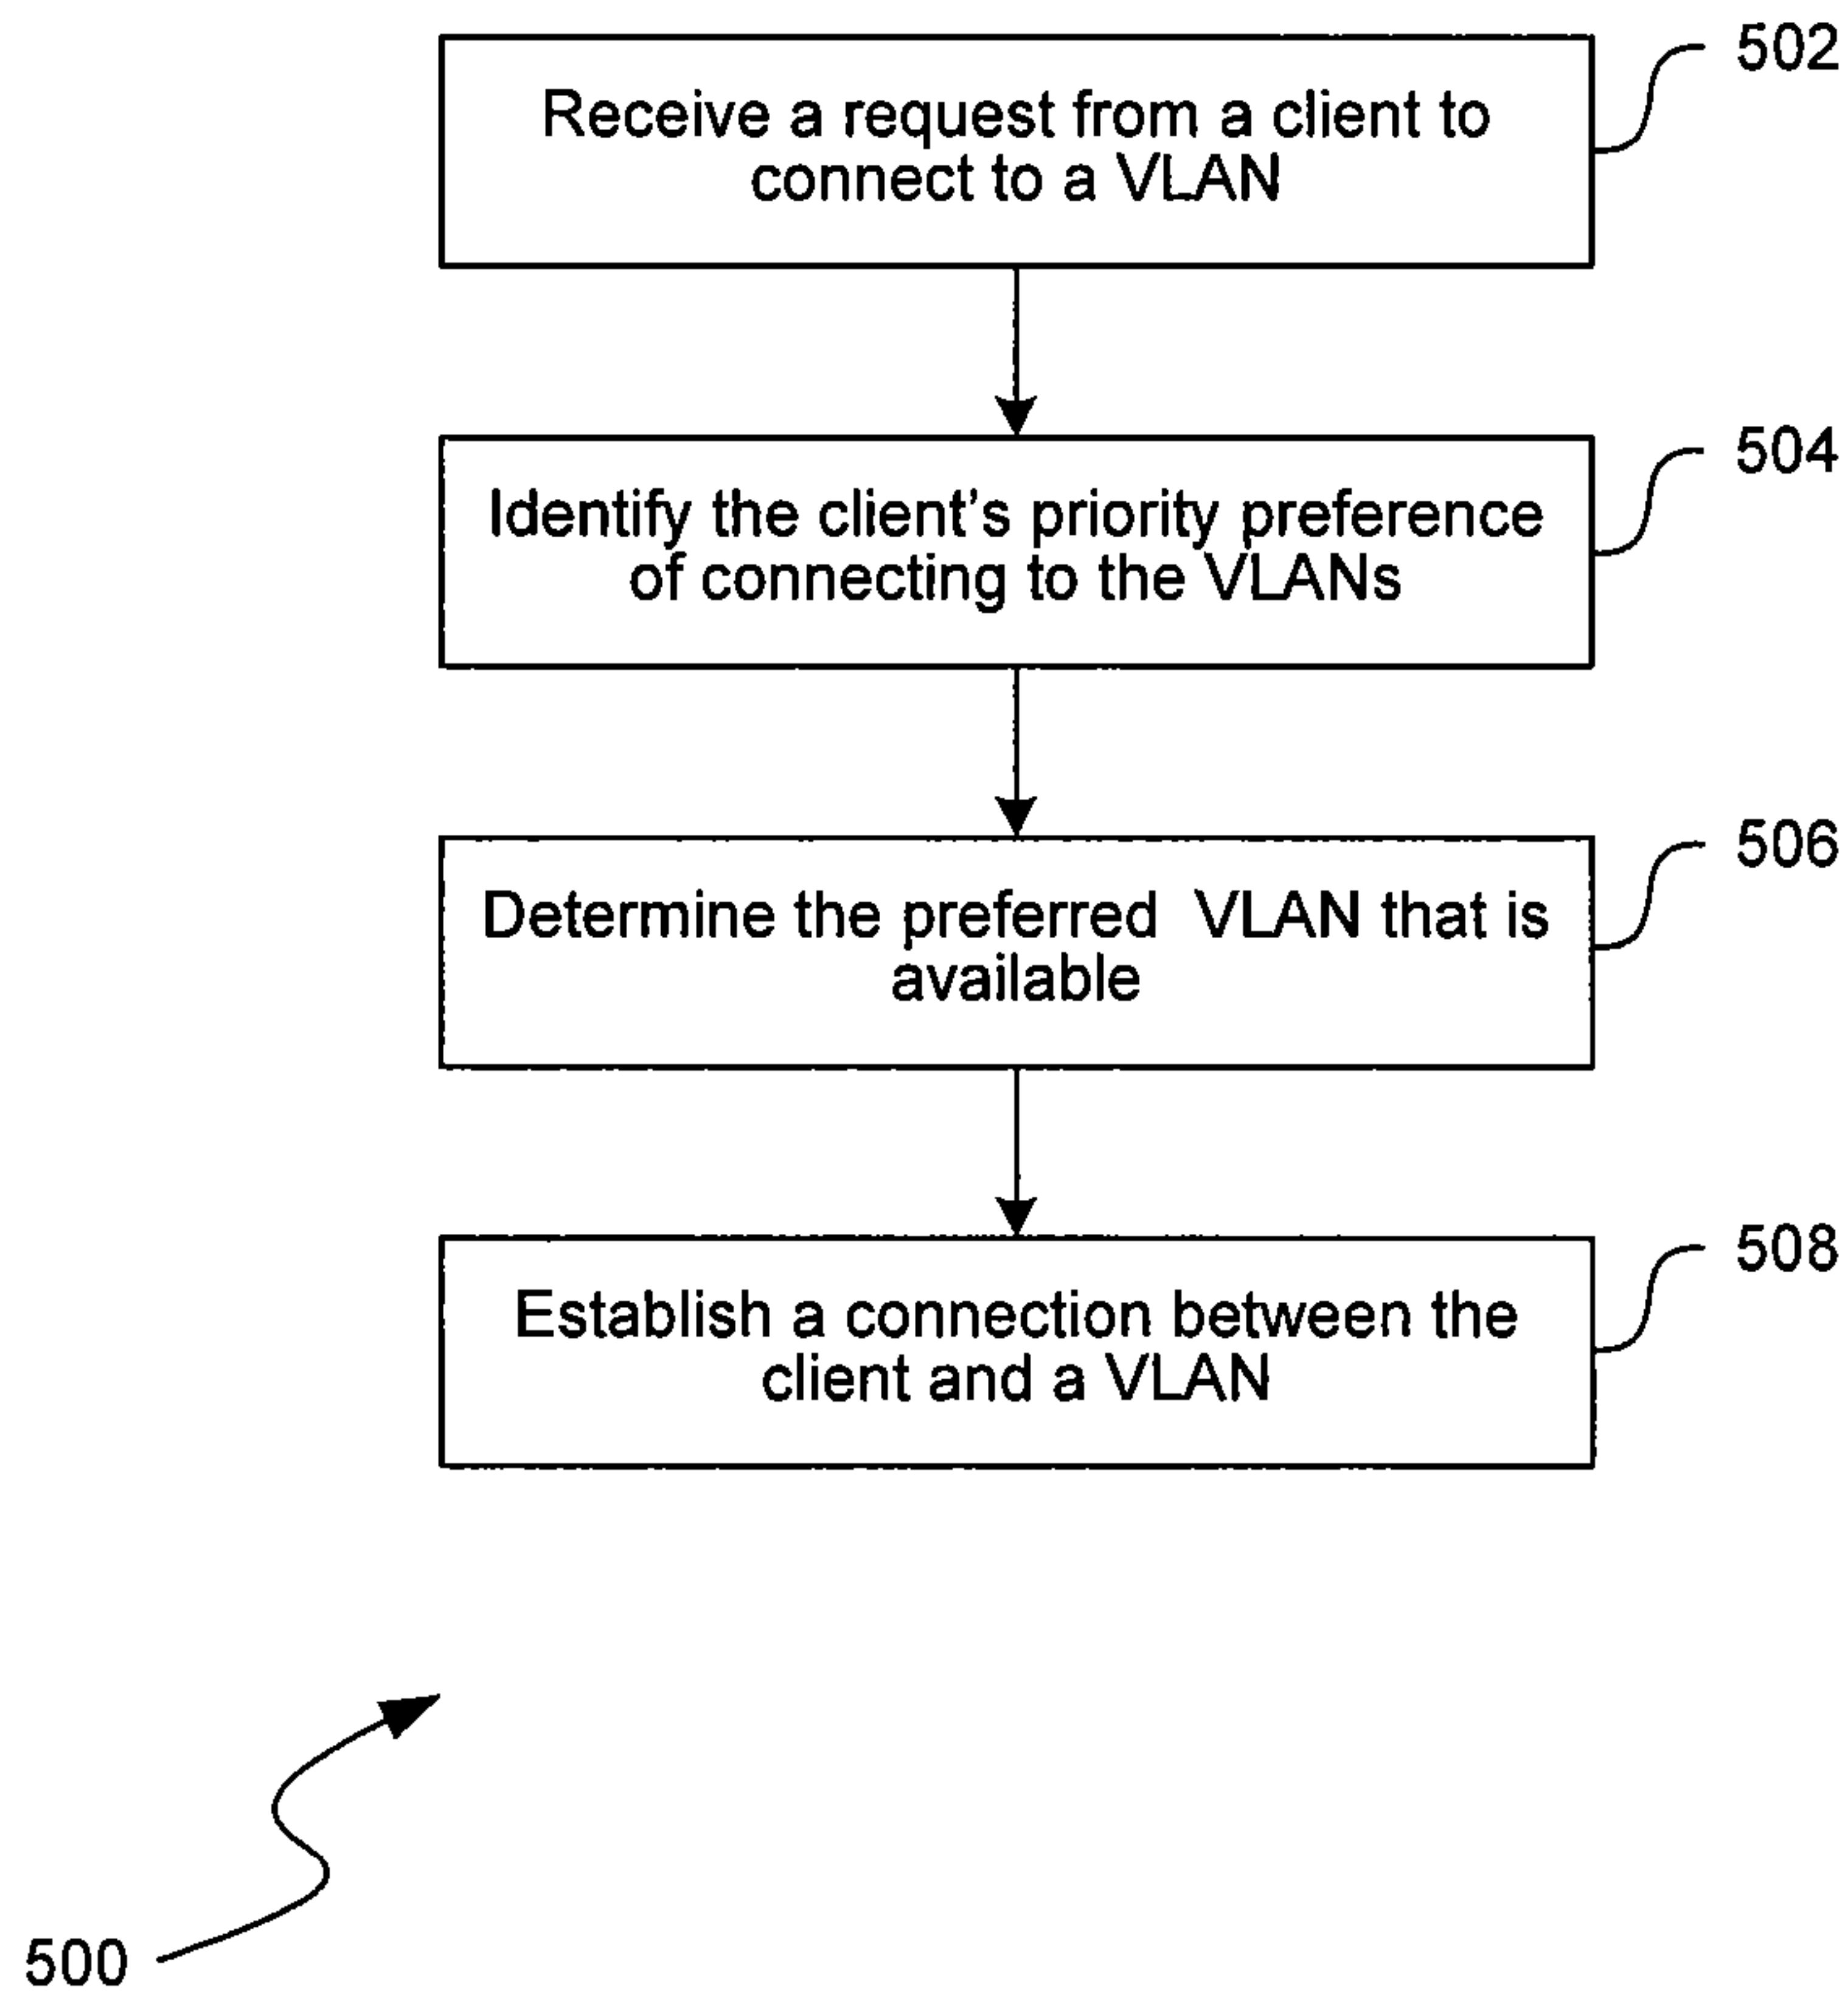 502
Receive a request from a client to
connect to a VLAN
504
Identify the client's priority preference
of connecting to the VLANs
506
Determine the preferred VLAN that is
available
508
Establish a connection between the
client and a VLAN
500